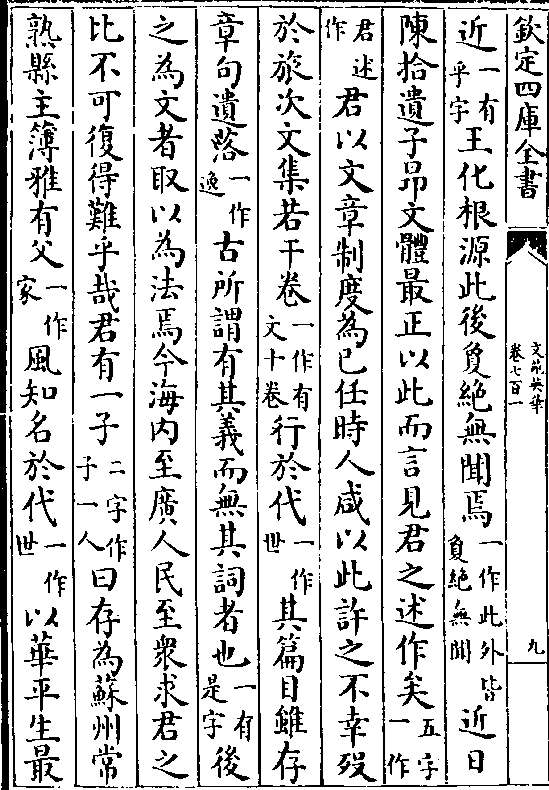 欽定四庫全書
文苑英華
卷七百一
九
近一有乎字王化根源此後敻絶無聞焉一作此外皆敻絶無聞近日
陳拾遺子昂文體最正以此而言見君之述作矣五字一作
君述作君以文章制度為已任時人咸以此許之不幸歿
於旅次文集若干卷一作有文十卷行於代一作世其篇目雖存
章句遺落一作逸古所謂有其義而無其詞者也一有是字後
之為文者取以為法焉今海内至廣人民至衆求君之
比不可復得難乎哉君有一子二字作子一人曰存為蘇州常
熟縣主簿雅有父一作家風知名於代一作世以華平生最